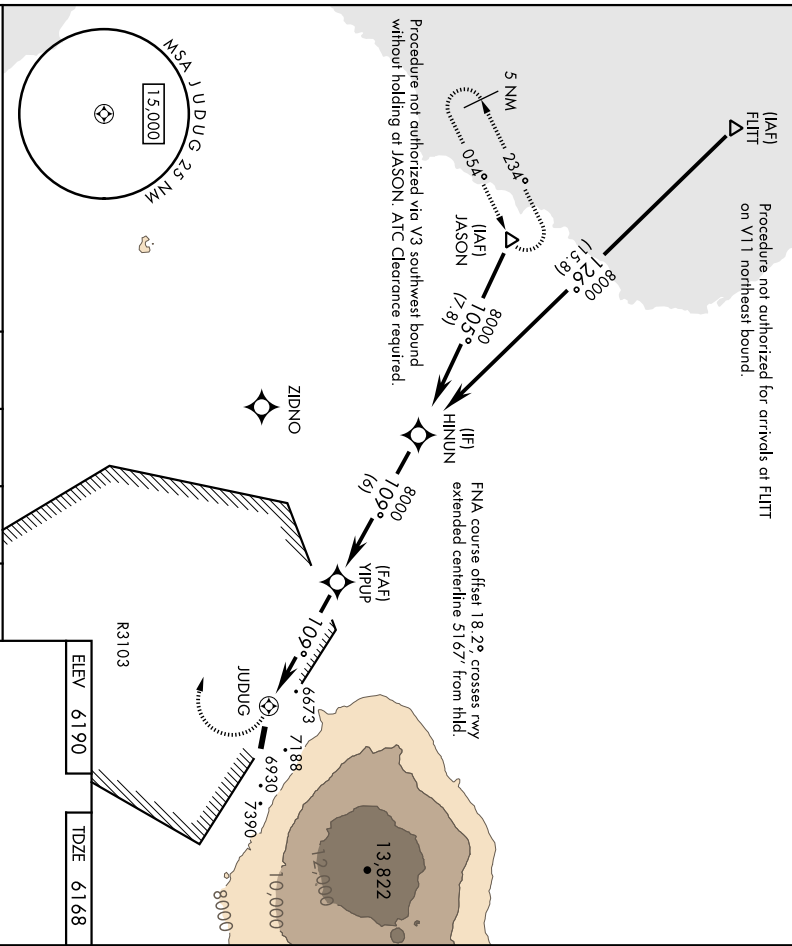 (IAF)
FLITT
Procedure not authorized for arrivals at FLITT
on V11 northeast bound.
8000
126°
(15.8)
5 NM
234°
054°
(IAF)
JASON
8000
105°
(7.8)
Procedure not authorized via V3 southwest bound
without holding at JASON. ATC Clearance required.
MSA JUDUG 25 NM
15,000
(IF)
HINUN
FNA course offset 18.2°, crosses rwy
extended centerline 5167' from thld.
8000
109°
(6)
ZIDNO
(FAF)
YIPUP
109°
JUDUG
R3103
6673
7188
6930
7390
13,822
12,000
10,000
8000
ELEV 6190
TDZE 6168